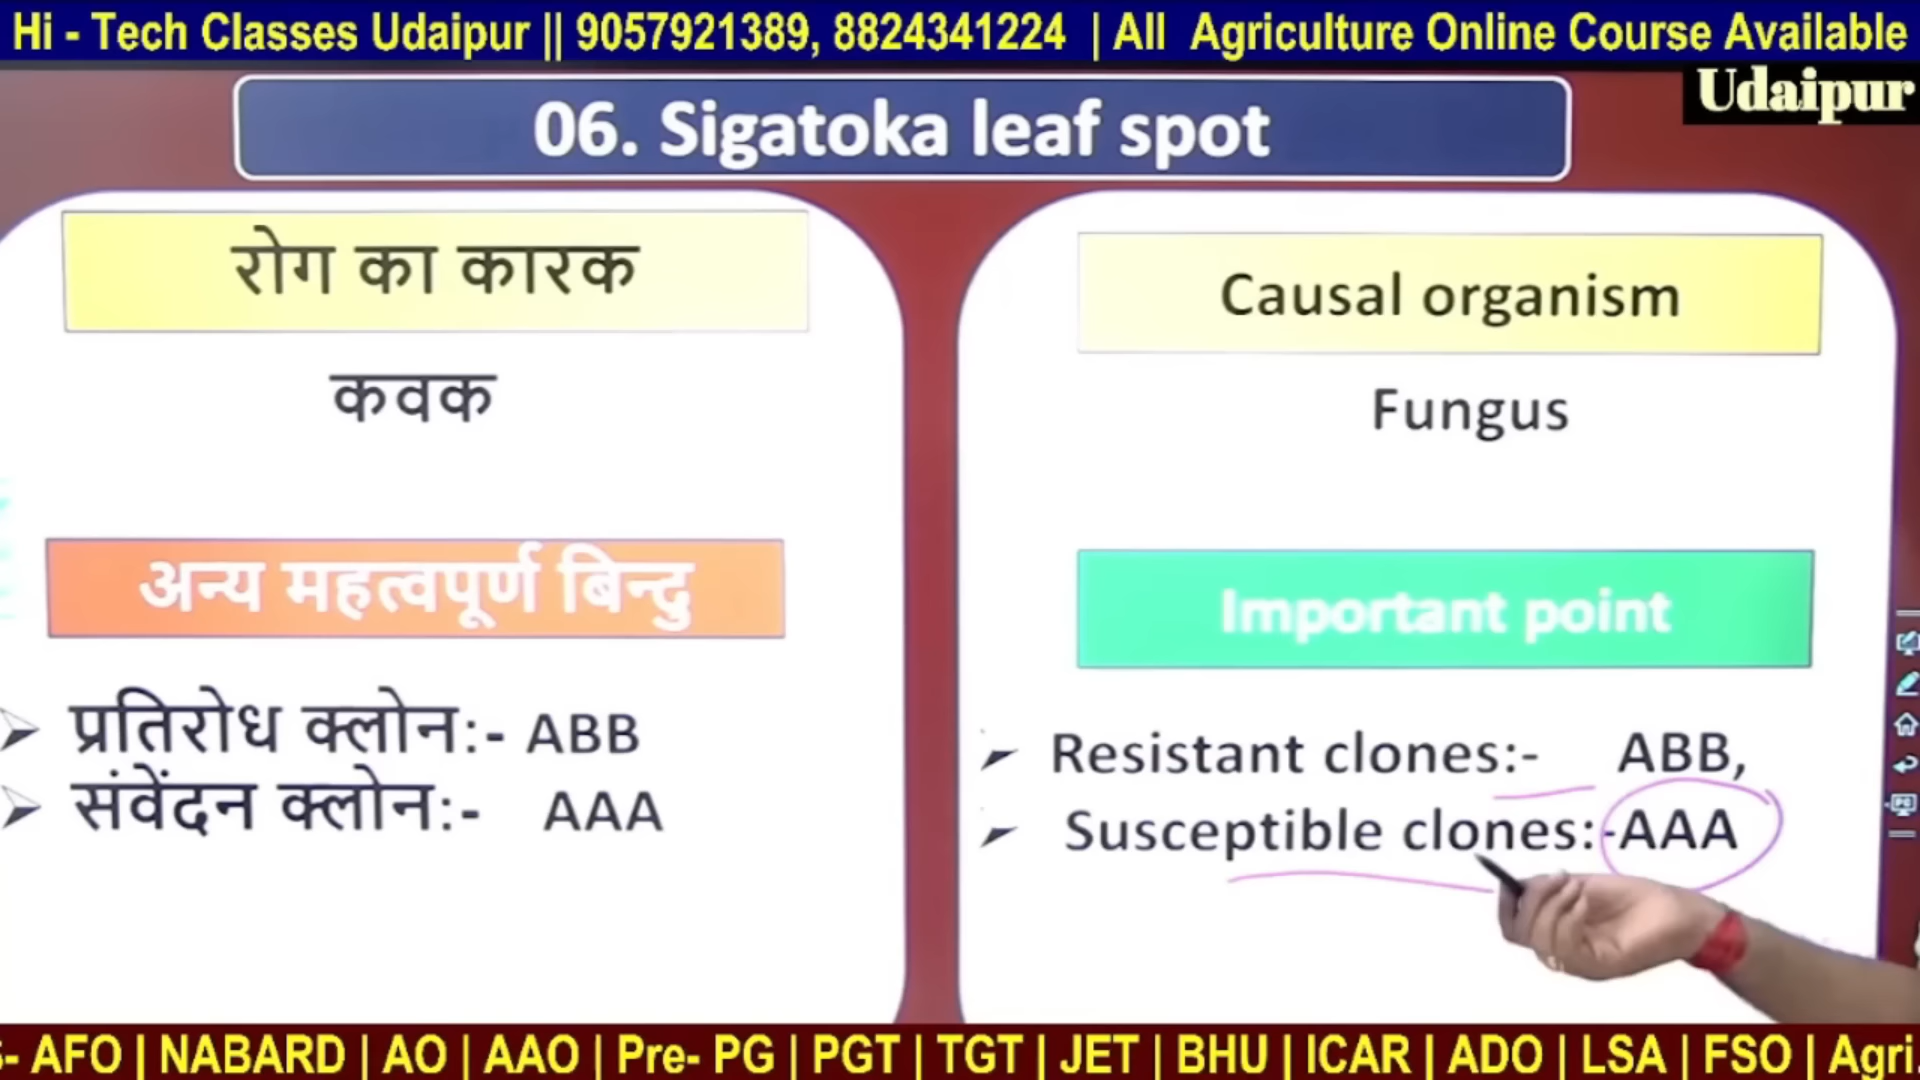 Hi - Tech Classes Udaipur || 9057921389, 8824341224 | All Agriculture Online Course Available
Udaipur
06. Sigatoka leaf spot
रोग का कारक
कवक
अन्य महत्वपूर्ण बिन्दु
➢ प्रतिरोध क्लोन:- ABB
➢ संवेंदन क्लोन:- AAA
Causal organism
Fungus
Important point
➢ Resistant clones:- ABB,
➢ Susceptible clones:-AAA
- AFO | NABARD | AO | AAO | Pre- PG | PGT | TGT | JET | BHU | ICAR | ADO | LSA | FSO | Agri.